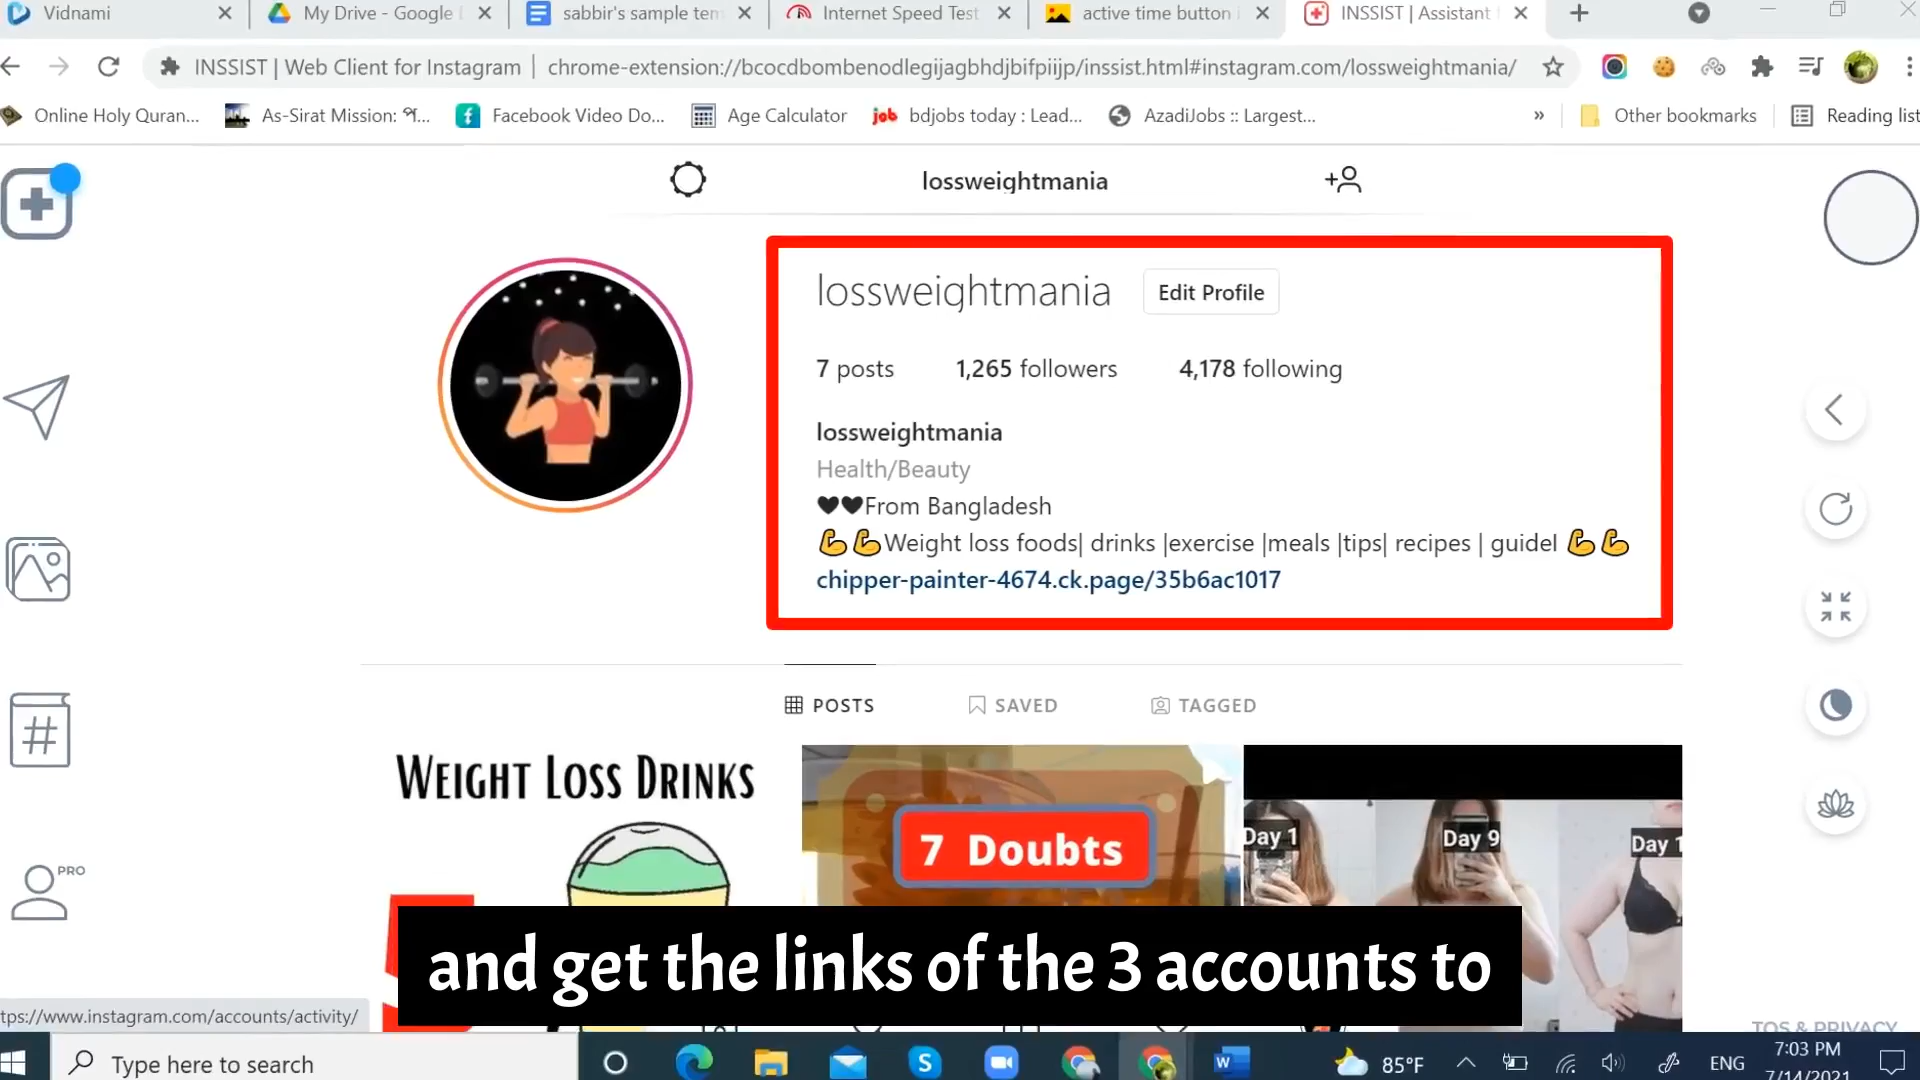 Vidnami
My Drive - Google
sabbir's sample tem
Internet Speed Test
active time button
INSSIST | Assistant
INSSIST | Web Client for Instagram | chrome-extension://bcocdbombenodlegijagbhdjbifpiijp/inssist.html#instagram.com/lossweightmania/
Online Holy Quran...
As-Sirat Mission:
Facebook Video Do...
Age Calculator
job
bdjobs today : Lead...
AzadiJobs :: Largest...
»
Other bookmarks
Reading list
lossweightmania
lossweightmania
Edit Profile
7 posts
1,265 followers
4,178 following
lossweightmania
Health/Beauty
🖤🖤From Bangladesh
💪💪Weight loss foods| drinks |exercise |meals |tips| recipes | guide! 💪💪
chipper-painter-4674.ck.page/35b6ac1017
#
PRO
POSTS
SAVED
TAGGED
WEIGHT LOSS DRINKS
7 Doubts
Day 1
Day 9
Day 1
and get the links of the 3 accounts to
tps://www.instagram.com/accounts/activity/
TOS & PRIVACY
Type here to search
85°F
ENG
7:03 PM
7/14/2021